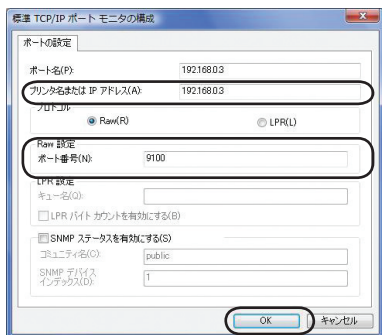 標準 TCP/IP ポート モニタの構成
ポートの設定
ポート名(P): 192.168.0.3
プリンタ名または IP アドレス(A): 192.168.0.3
プロトコル
Raw(R) LPR(L)
Raw 設定
ポート番号(N): 9100
LPR 設定
キュー名(Q):
LPR バイト カウントを有効にする(B)
SNMP ステータスを有効にする(S)
コミュニティ名(C): public
SNMP デバイス
インデックス(D): 1
OK キャンセル